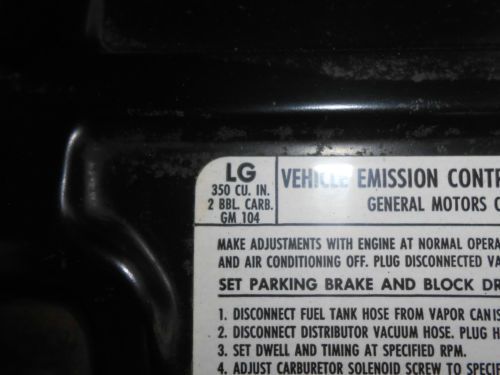 LG
350 CU. IN.
2 BBL. CARB.
GM 104
VEHICLE EMISSION CONTR
GENERAL MOTORS C
MAKE ADJUSTMENTS WITH ENGINE AT NORMAL OPERA
AND AIR CONDITIONING OFF. PLUG DISCONNECTED VA
SET PARKING BRAKE AND BLOCK DR
1. DISCONNECT FUEL TANK HOSE FROM VAPOR CANIS
2. DISCONNECT DISTRIBUTOR VACUUM HOSE. PLUG H
3. SET DWELL AND TIMING AT SPECIFIED RPM.
4. ADJUST CARBURETOR SOLENOID SCREW TO SPECIF